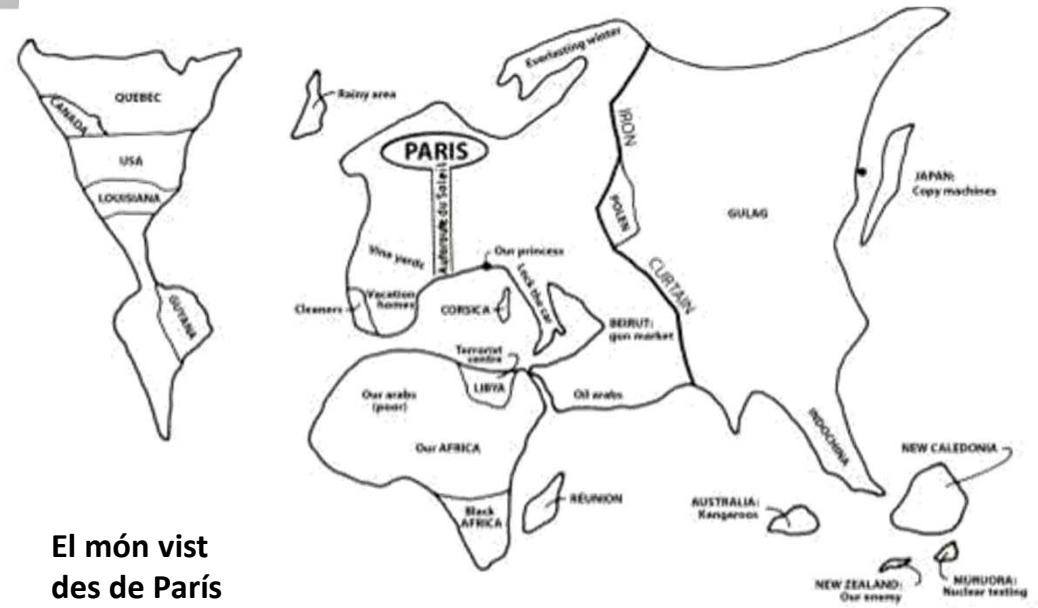 QUEBEC
CANADA
USA
LOUISIANA
GUYANA
Rainy area
Everlasting winter
PARIS
Autoroute du Soleil
Vine yerds
Our princess
Lock the car
Cleaners
Vacation
homes
CORSICA
BEIRUT:
gun market
Terrorist
centre
LIBYA
Our arabs
(poor)
Oil arabs
Our AFRICA
Black
AFRICA
RÉUNION
IRON
POLEN
CURTAIN
GULAG
JAPAN:
Copy machines
INDOCHINA
NEW CALEDONIA
AUSTRALIA:
Kangaroos
NEW ZEALAND:
Our enemy
MURUORA:
Nuclear testing
El món vist
des de París